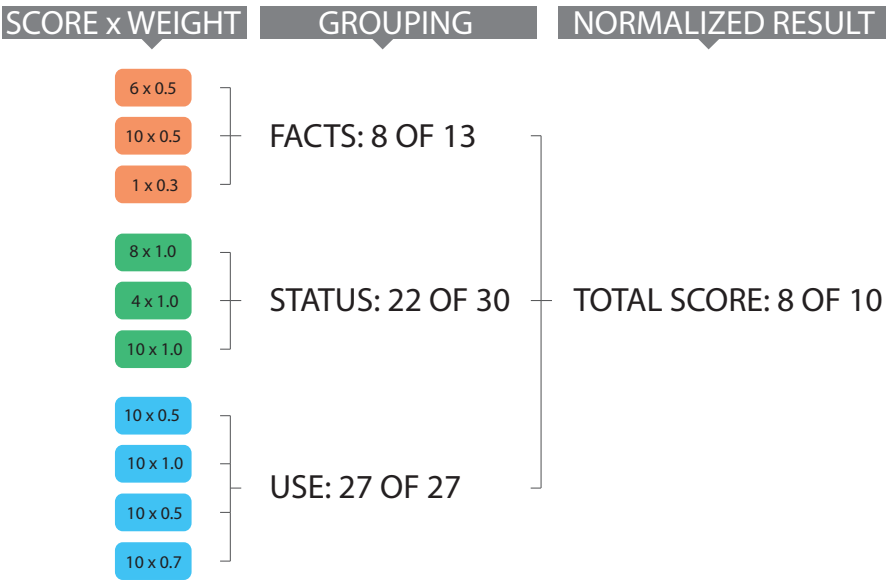 SCORE x WEIGHT
GROUPING
NORMALIZED RESULT
6 x 0.5
10 x 0.5
1 x 0.3
FACTS: 8 OF 13
8 x 1.0
4 x 1.0
10 x 1.0
STATUS: 22 OF 30
TOTAL SCORE: 8 OF 10
10 x 0.5
10 x 1.0
10 x 0.5
10 x 0.7
USE: 27 OF 27